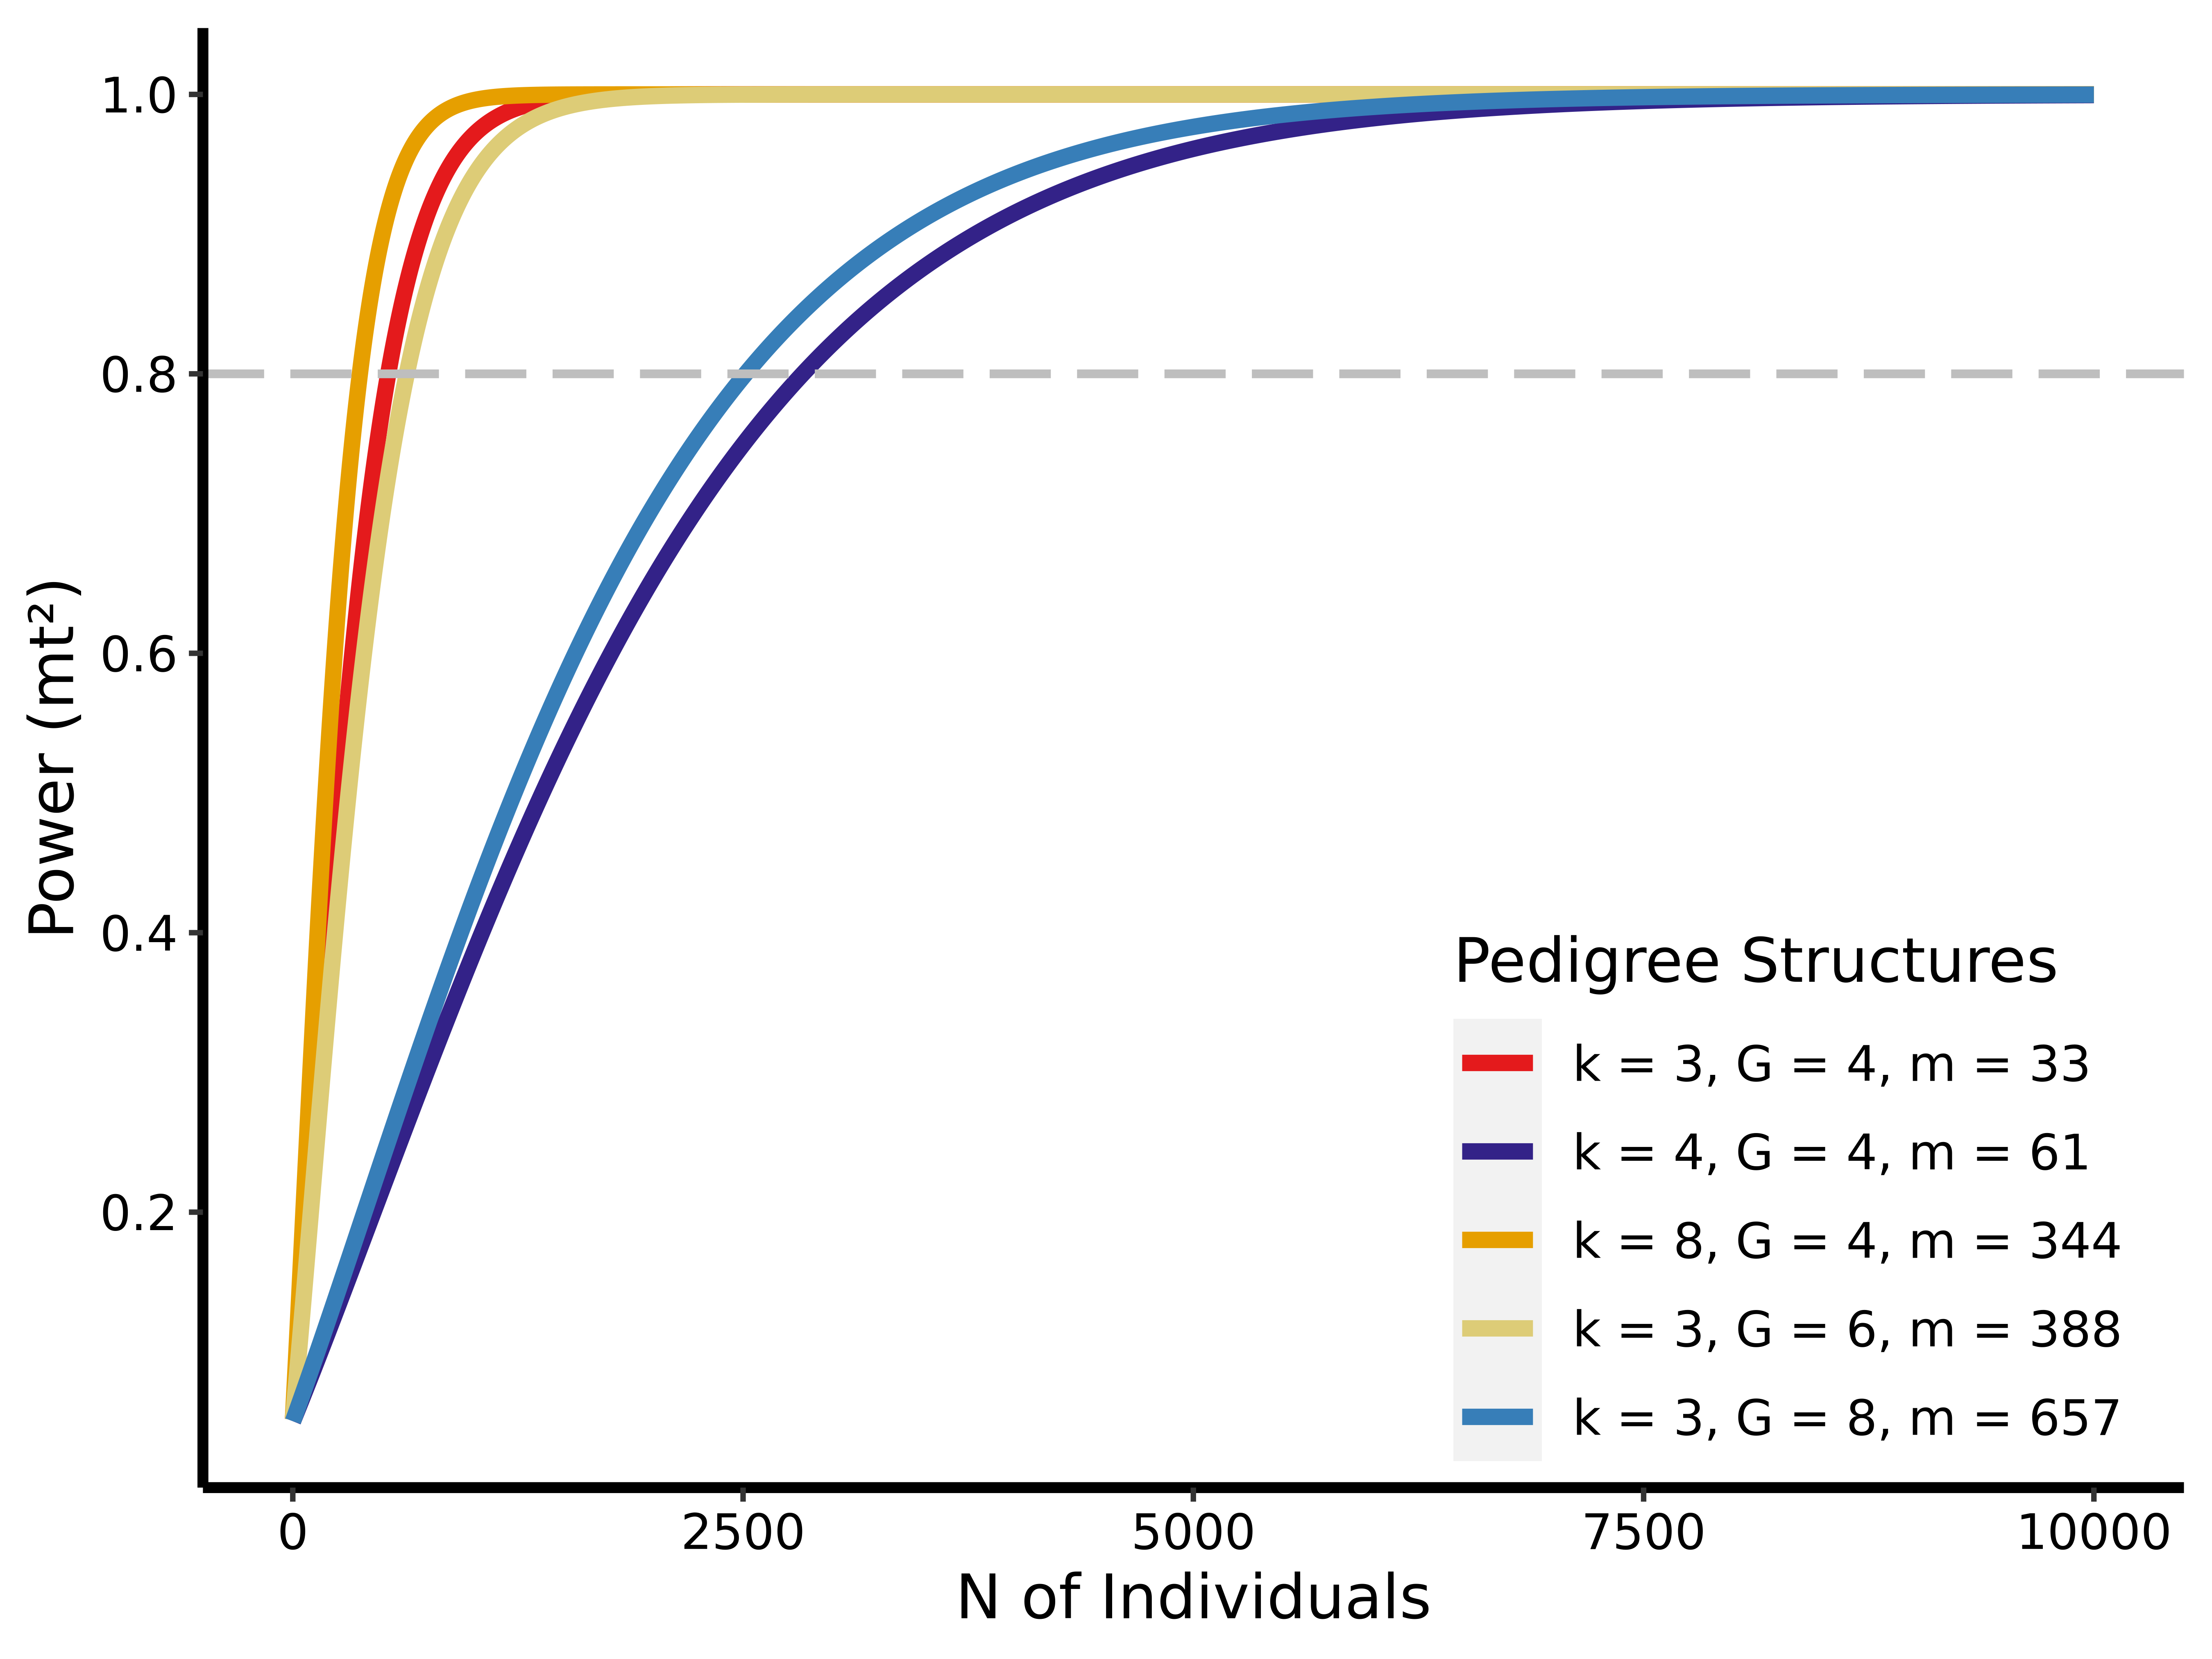 1.0
0.8
0.6
0.4
0.2
Power (mt²)
Pedigree Structures
k = 3, G = 4, m = 33
k = 4, G = 4, m = 61
k = 8, G = 4, m = 344
k = 3, G = 6, m = 388
k = 3, G = 8, m = 657
0 2500 5000 7500 10000
N of Individuals